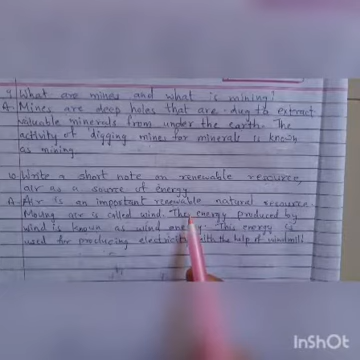 4 What are mines and what is mining?
A. Mines are deep holes that are dug to extract
valuable minerals from under the earth. The
activity of digging mines for minerals is known
as mining.
6 Write a short note on renewable resource,
air as a source of energy.
A. Air is an important renewable natural resource.
Moving air is called wind. The energy produced by
wind is known as wind energy. This energy is
used for producing electricity with the help of windmill
InShOt